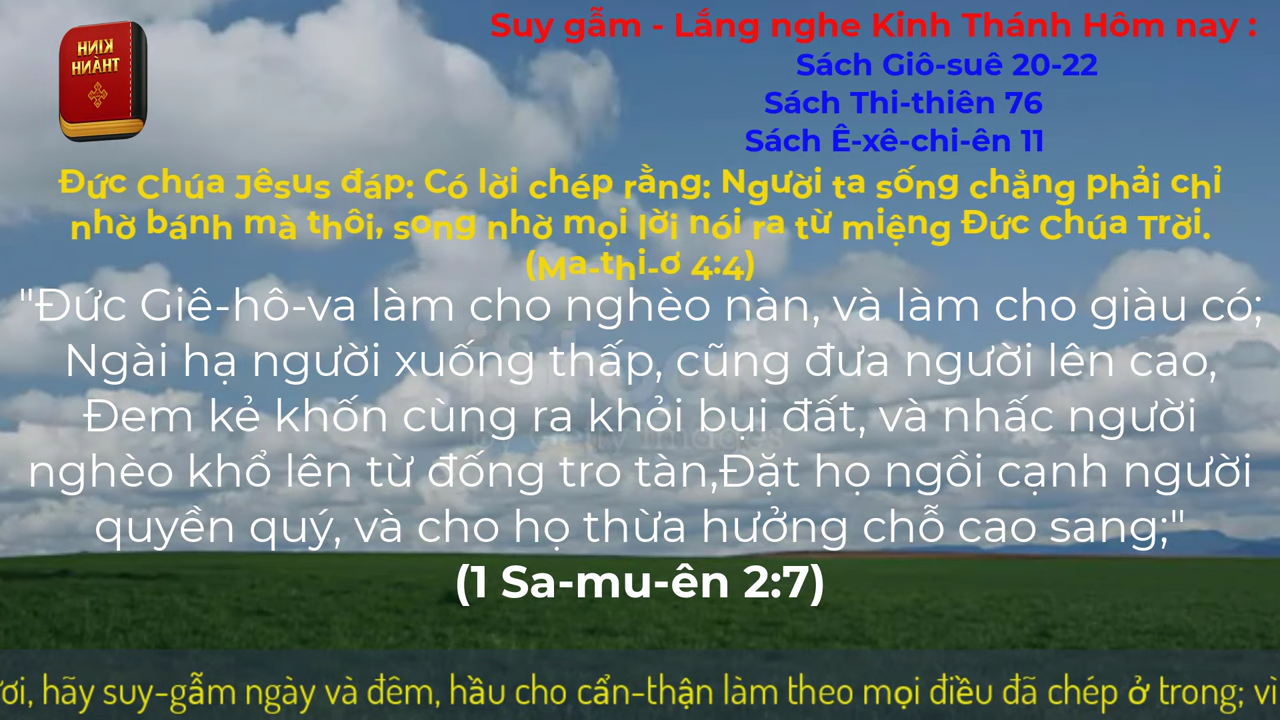 Suy gẫm - Lắng nghe Kinh Thánh Hôm nay :
KINH
THÀNH
Sách Giô-suê 20-22
Sách Thi-thiên 76
Sách Ê-xê-chi-ên 11
Đức Chúa Jêsus đáp: Có lời chép rằng: Người ta sống chẳng phải chỉ
nhờ bánh mà thôi, song nhờ mọi lời nói ra từ miệng Đức Chúa Trời.
(Ma-thi-ơ 4:4)
"Đức Giê-hô-va làm cho nghèo nàn, và làm cho giàu có;
Ngài hạ người xuống thấp, cũng đưa người lên cao,
Đem kẻ khốn cùng ra khỏi bụi đất, và nhấc người
nghèo khổ lên từ đống tro tàn,Đặt họ ngồi cạnh người
quyền quý, và cho họ thừa hưởng chỗ cao sang;"
(1 Sa-mu-ên 2:7)
ơi, hãy suy-gẫm ngày và đêm, hầu cho cẩn-thận làm theo mọi điều đã chép ở trong; vì